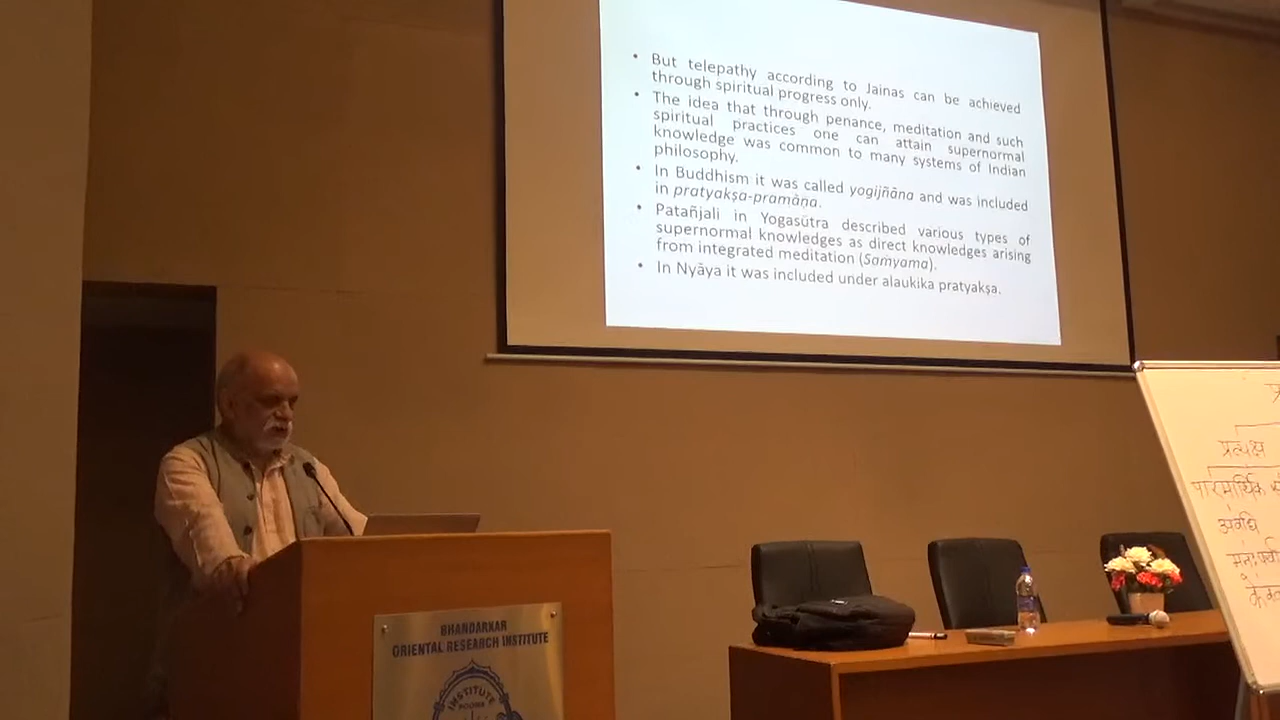 • But telepathy according to Jainas can be achieved
through spiritual progress only.
• The idea that through penance, meditation and such
spiritual practices one can attain supernormal
knowledge was common to many systems of Indian
philosophy.
• In Buddhism it was called yogijñāna and was included
in pratyakṣa-pramāṇa.
• Patañjali in Yogasūtra described various types of
supernormal knowledges as direct knowledges arising
from integrated meditation (Saṁyama).
• In Nyāya it was included under alaukika pratyakṣa.
प्रत्यक्ष
पारमार्थिक
अवधि
BHANDARKAR
ORIENTAL RESEARCH INSTITUTE
INSTITUTE
POONA